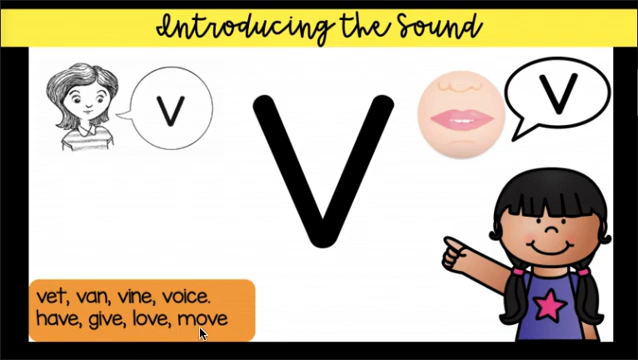 Introducing the Sound
v
v
v
vet, van, vine, voice.
have, give, love, move